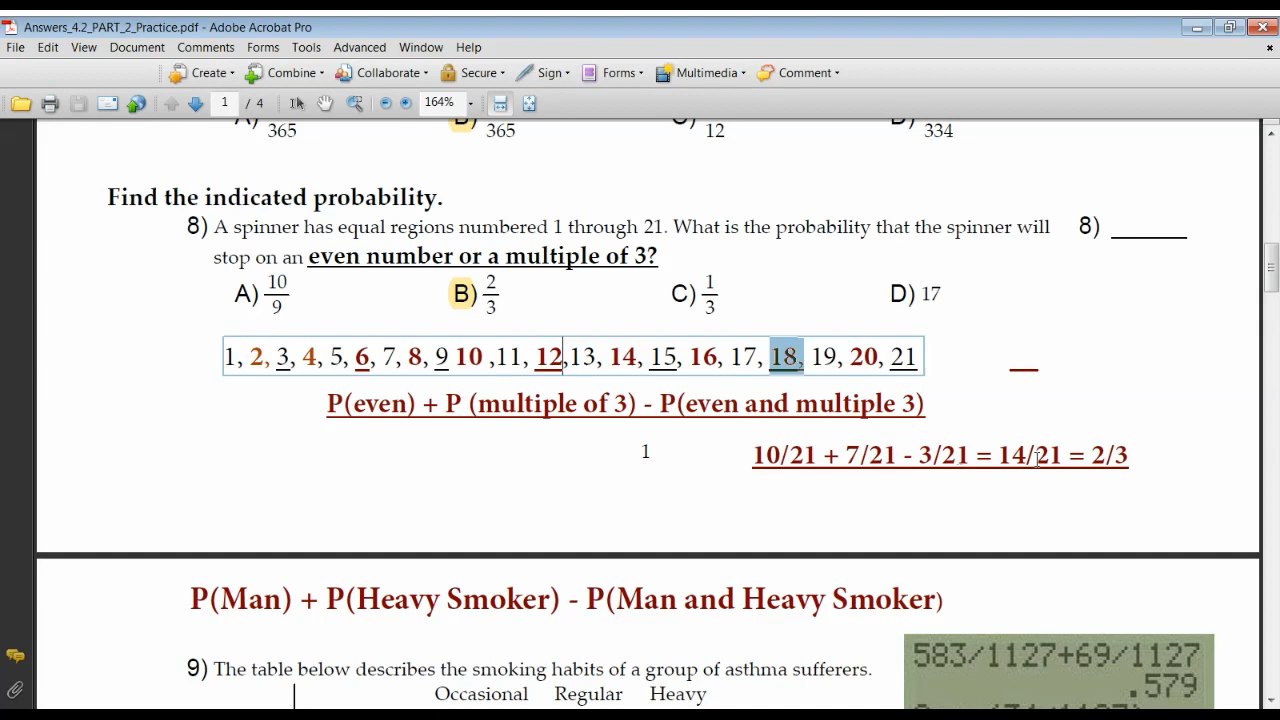 Answers_4.2_PART_2_Practice.pdf - Adobe Acrobat Pro
File Edit View Document Comments Forms Tools Advanced Window Help
Create Combine Collaborate Secure Sign Forms Multimedia Comment
1 / 4 164%
365 365 12 334
Find the indicated probability.
8) A spinner has equal regions numbered 1 through 21. What is the probability that the spinner will 8) ______
stop on an even number or a multiple of 3?
A) 10/9 B) 2/3 C) 1/3 D) 17
1, 2, 3, 4, 5, 6, 7, 8, 9 10 ,11, 12,13, 14, 15, 16, 17, 18, 19, 20, 21
P(even) + P (multiple of 3) - P(even and multiple 3)
1
10/21 + 7/21 - 3/21 = 14/21 = 2/3
P(Man) + P(Heavy Smoker) - P(Man and Heavy Smoker)
583/1127+69/1127
.579
9) The table below describes the smoking habits of a group of asthma sufferers.
Occasional Regular Heavy